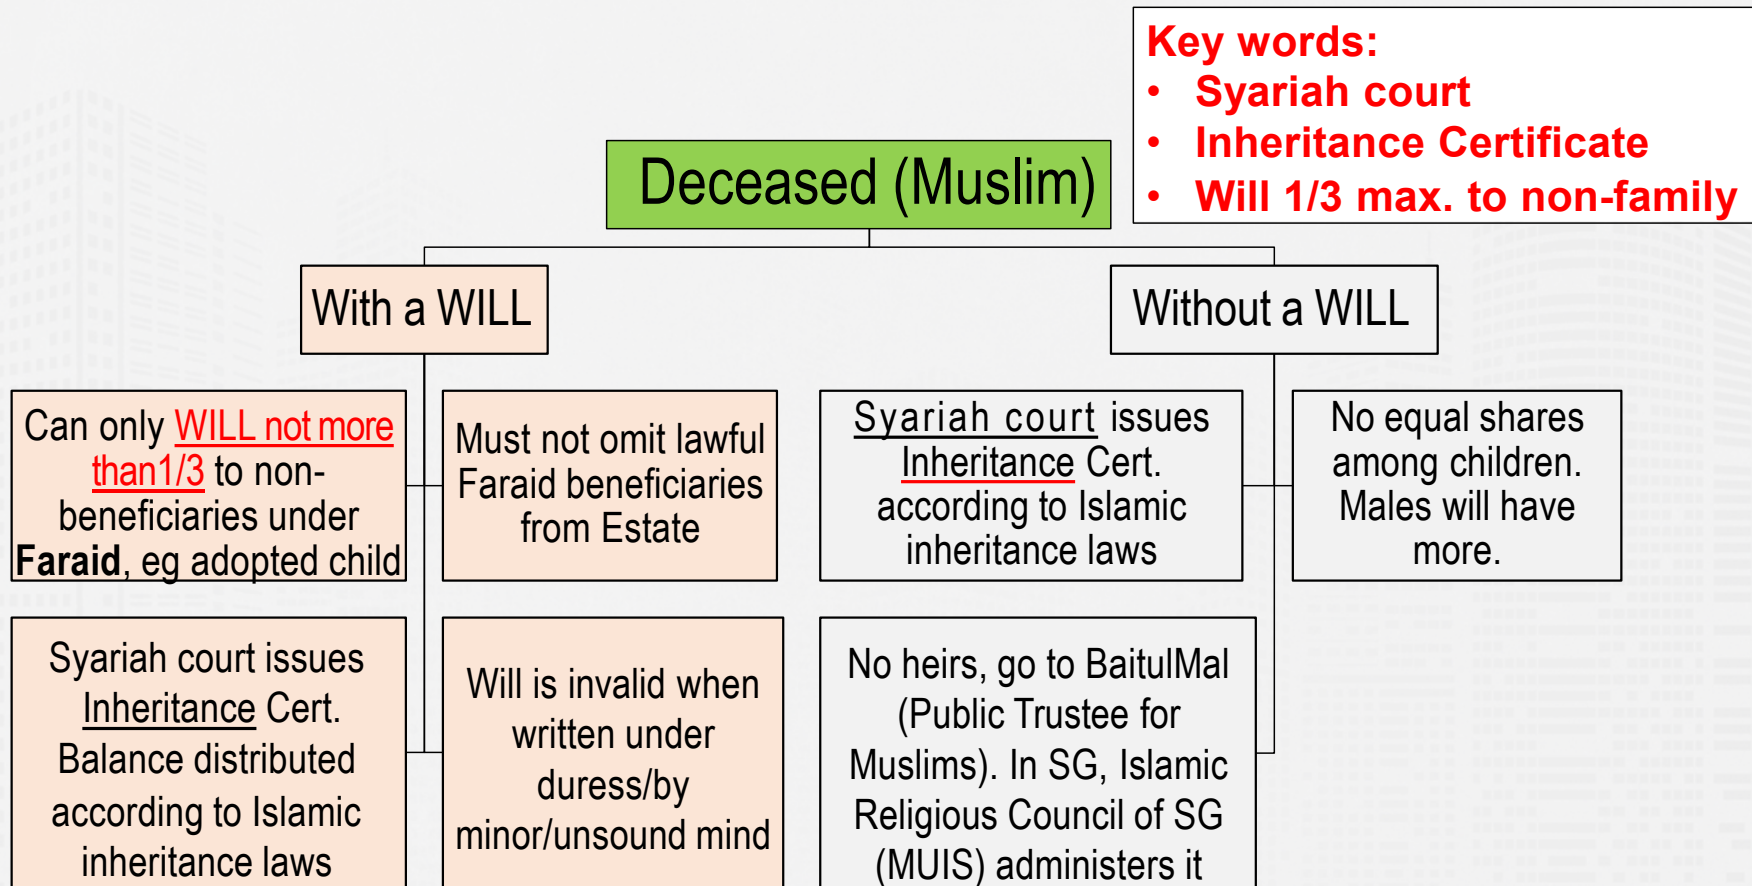 Key words:
• Syariah court
• Inheritance Certificate
• Will 1/3 max. to non-family
Deceased (Muslim)
With a WILL
Without a WILL
Can only WILL not more
than1/3 to non-
beneficiaries under
Faraid, eg adopted child
Must not omit lawful
Faraid beneficiaries
from Estate
Syariah court issues
Inheritance Cert.
according to Islamic
inheritance laws
No equal shares
among children.
Males will have
more.
Syariah court issues
Inheritance Cert.
Balance distributed
according to Islamic
inheritance laws
Will is invalid when
written under
duress/by
minor/unsound mind
No heirs, go to BaitulMal
(Public Trustee for
Muslims). In SG, Islamic
Religious Council of SG
(MUIS) administers it